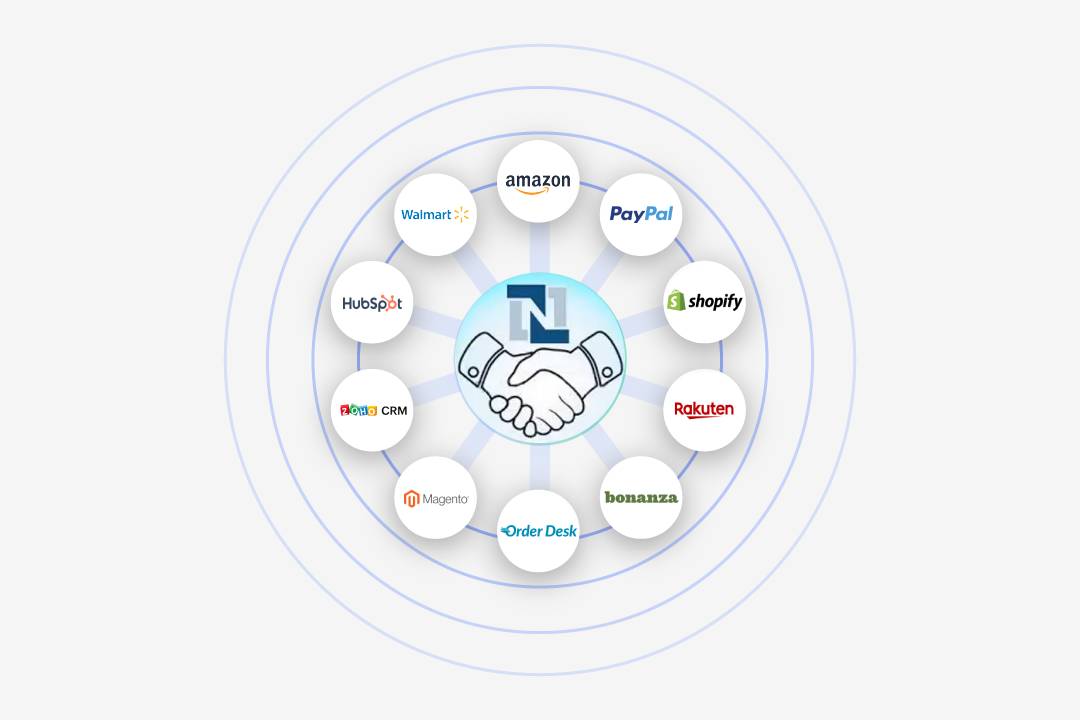 amazon
PayPal
shopify
Rakuten
bonanza
Order Desk
Magento
ZOHO CRM
HubSpot
Walmart
N